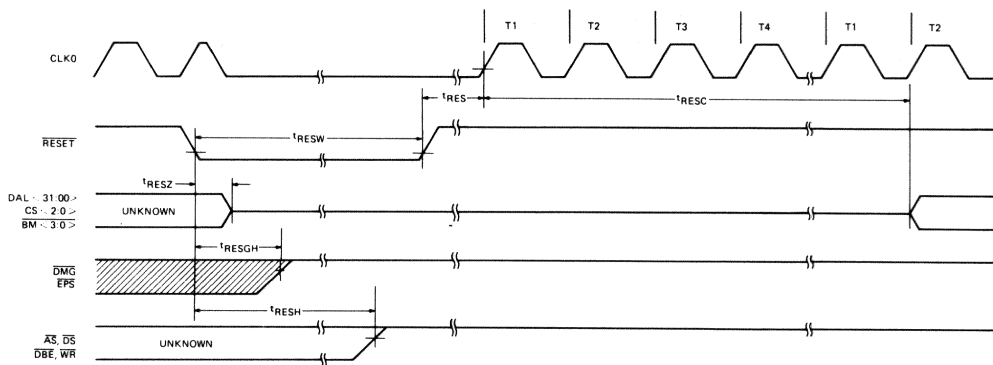 T1 T2 T3 T4 T1 T2
CLKO
tRES
tRESC
RESET
tRESW
tRESZ
DAL <31:00>
CS <2:0>
BM <3:0>
UNKNOWN
tRESGH
DMG
EPS
tRESH
AS, DS
DBE, WR
UNKNOWN